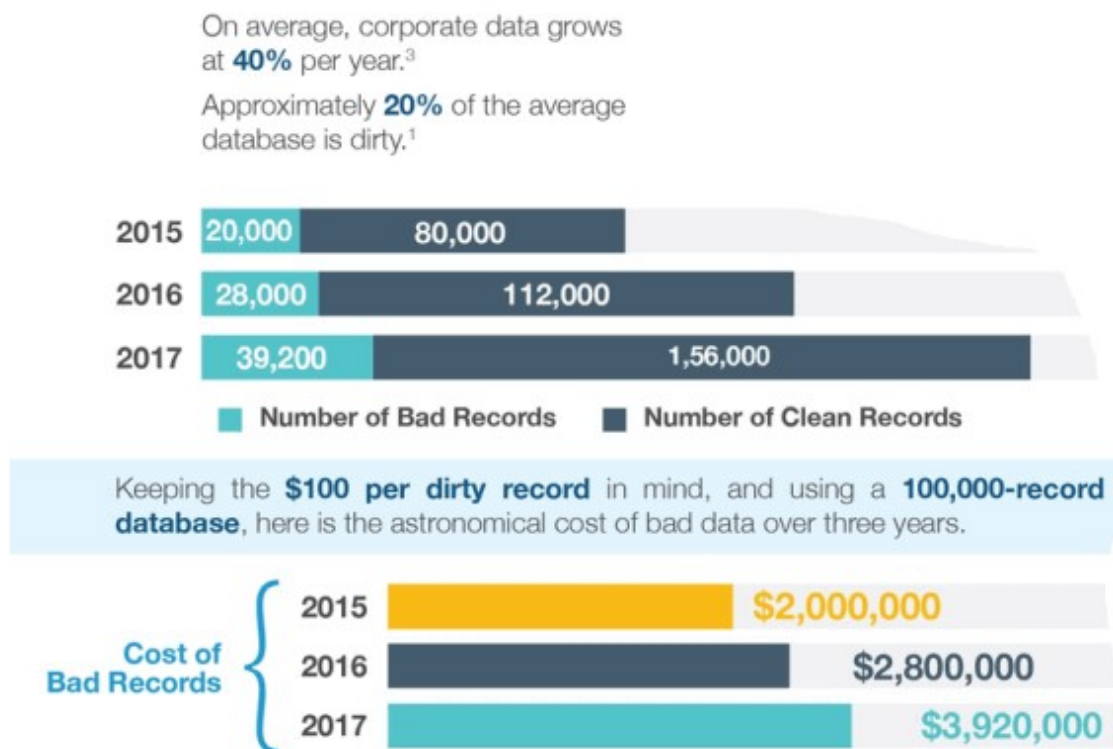 On average, corporate data grows
at 40% per year.³
Approximately 20% of the average
database is dirty.¹
2015 20,000 80,000
2016 28,000 112,000
2017 39,200 1,56,000
Number of Bad Records Number of Clean Records
Keeping the $100 per dirty record in mind, and using a 100,000-record
database, here is the astronomical cost of bad data over three years.
Cost of
Bad Records
2015 $2,000,000
2016 $2,800,000
2017 $3,920,000